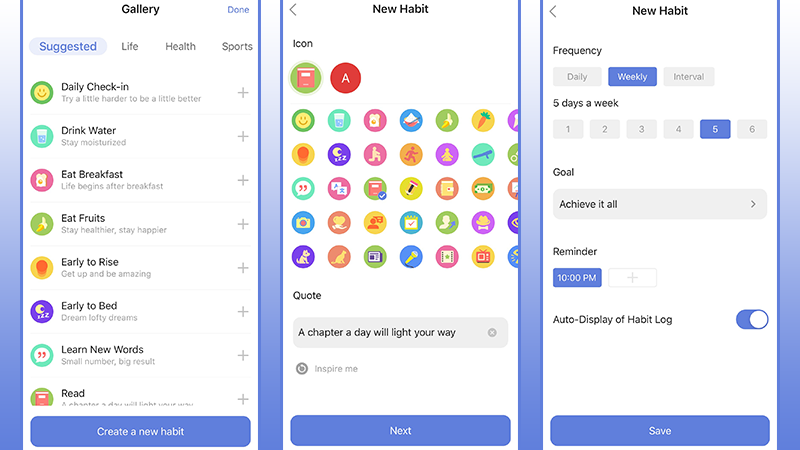 Gallery
Done
Suggested
Life
Health
Sports
Daily Check-in
Try a little harder to be a little better
Drink Water
Stay moisturized
Eat Breakfast
Life begins after breakfast
Eat Fruits
Stay healthier, stay happier
Early to Rise
Get up and be amazing
Early to Bed
Dream lofty dreams
Learn New Words
Small number, big result
Read
A chapter a day will light your way
Create a new habit
New Habit
Icon
A
Quote
A chapter a day will light your way
Inspire me
Next
New Habit
Frequency
Daily
Weekly
Interval
5 days a week
1
2
3
4
5
6
Goal
Achieve it all
Reminder
10:00 PM
Auto-Display of Habit Log
Save